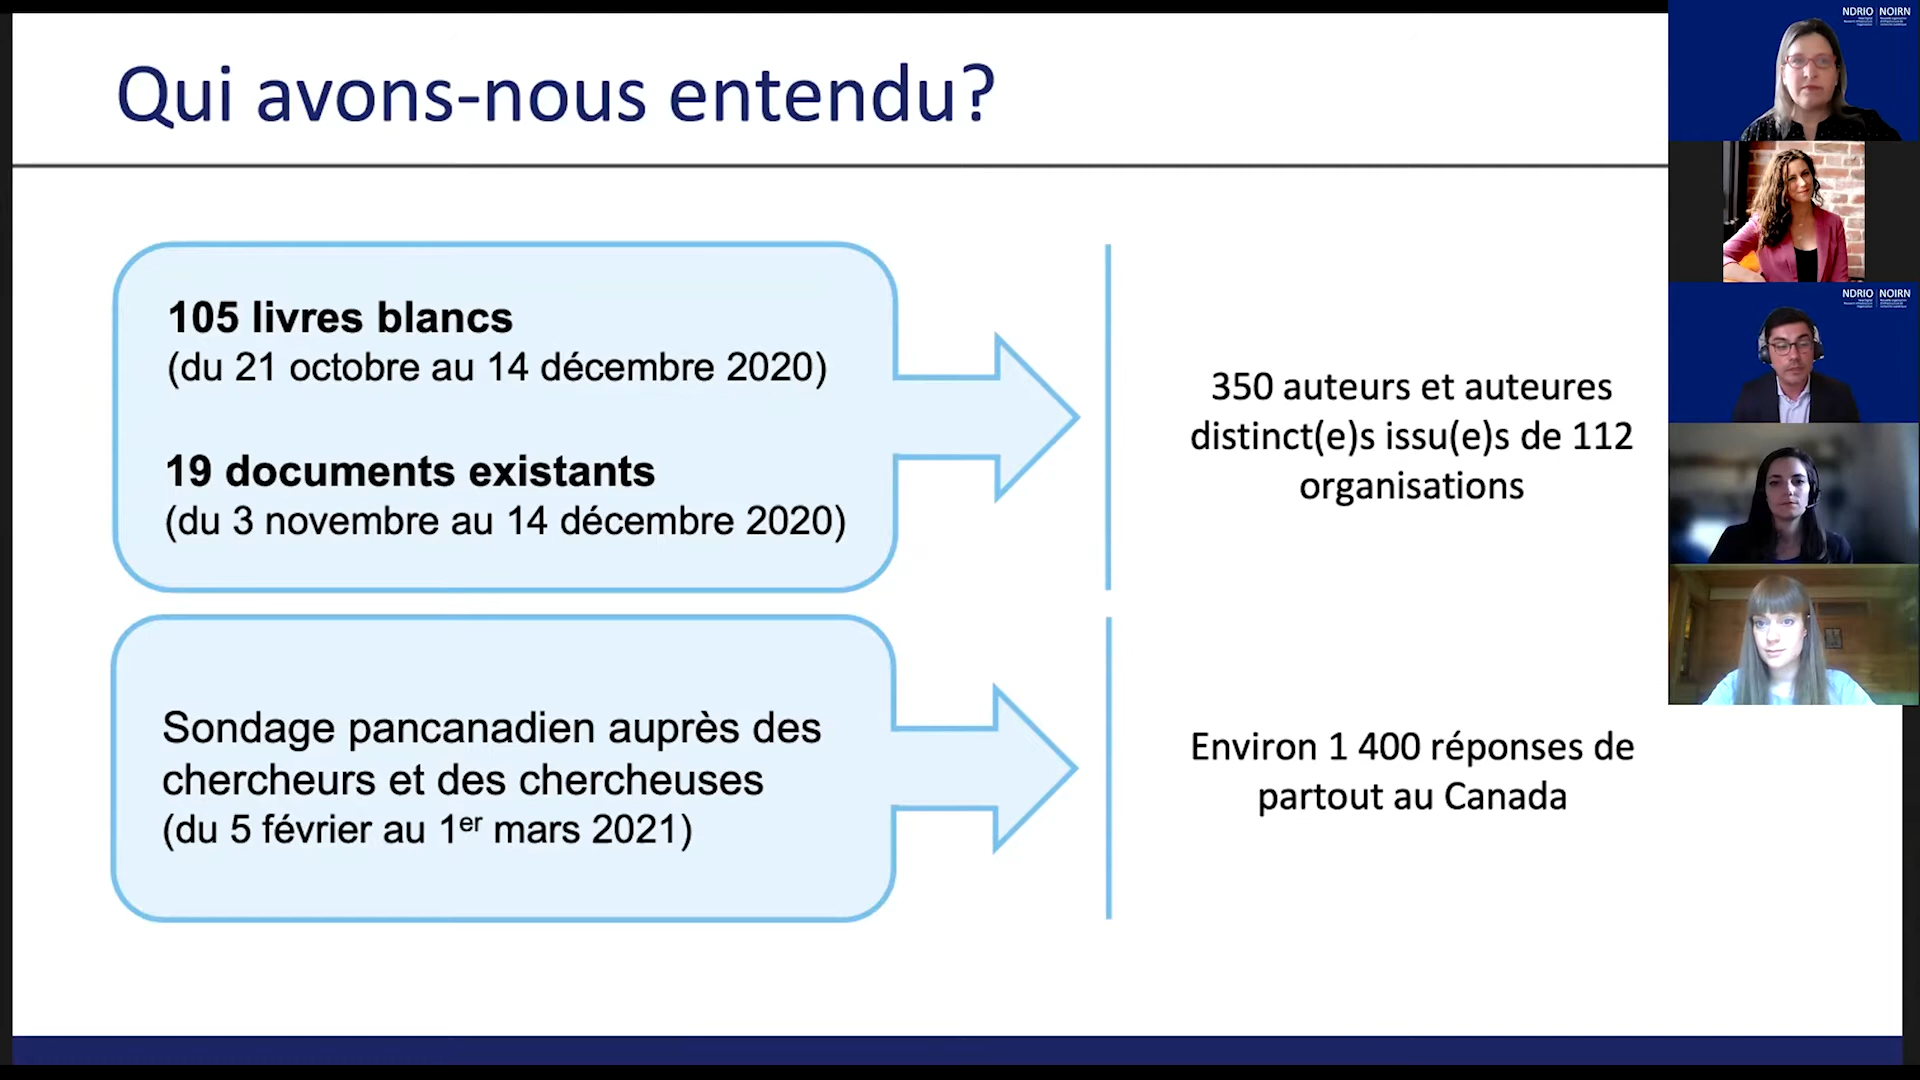 Qui avons-nous entendu?
105 livres blancs
(du 21 octobre au 14 décembre 2020)
19 documents existants
(du 3 novembre au 14 décembre 2020)
350 auteurs et auteures
distinct(e)s issu(e)s de 112
organisations
Sondage pancanadien auprès des
chercheurs et des chercheuses
(du 5 février au 1er mars 2021)
Environ 1 400 réponses de
partout au Canada
NDRIO NOIRN
NDRIO NOIRN